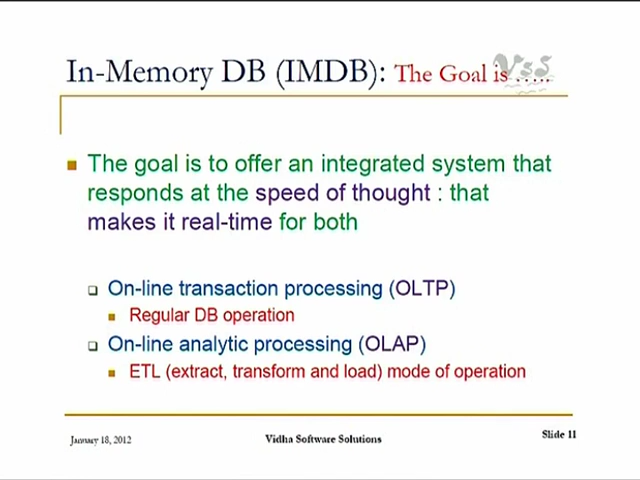 In-Memory DB (IMDB): The Goal is …..
VsS
The goal is to offer an integrated system that
responds at the speed of thought : that
makes it real-time for both
On-line transaction processing (OLTP)
Regular DB operation
On-line analytic processing (OLAP)
ETL (extract, transform and load) mode of operation
January 18, 2012
Vidha Software Solutions
Slide 11